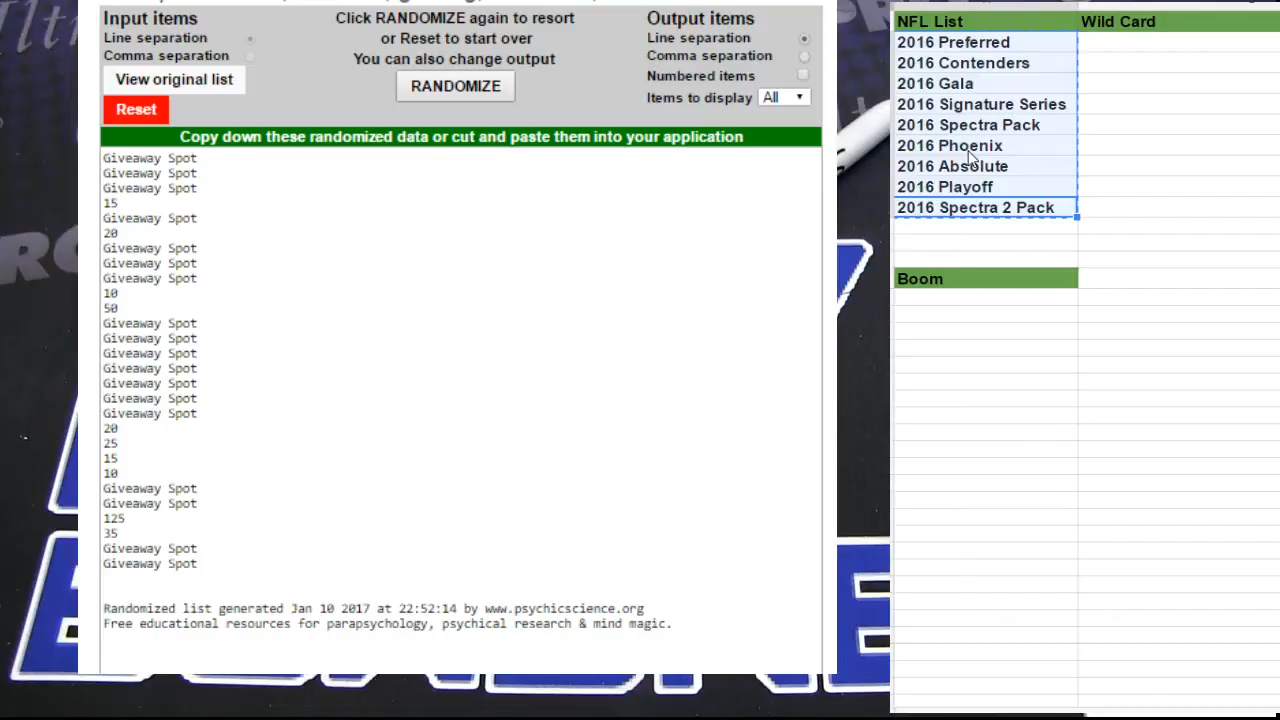 Input items
Line separation
Comma separation
View original list
Reset
Click RANDOMIZE again to resort
or Reset to start over
You can also change output
RANDOMIZE
Output items
Line separation
Comma separation
Numbered items
Items to display All
Copy down these randomized data or cut and paste them into your application
Giveaway Spot
Giveaway Spot
Giveaway Spot
15
Giveaway Spot
20
Giveaway Spot
Giveaway Spot
Giveaway Spot
10
50
Giveaway Spot
Giveaway Spot
Giveaway Spot
Giveaway Spot
Giveaway Spot
Giveaway Spot
Giveaway Spot
20
25
15
10
Giveaway Spot
Giveaway Spot
125
35
Giveaway Spot
Giveaway Spot
Randomized list generated Jan 10 2017 at 22:52:14 by www.psychicscience.org
Free educational resources for parapsychology, psychical research & mind magic.
NFL List
Wild Card
2016 Preferred
2016 Contenders
2016 Gala
2016 Signature Series
2016 Spectra Pack
2016 Phoenix
2016 Absolute
2016 Playoff
2016 Spectra 2 Pack
Boom